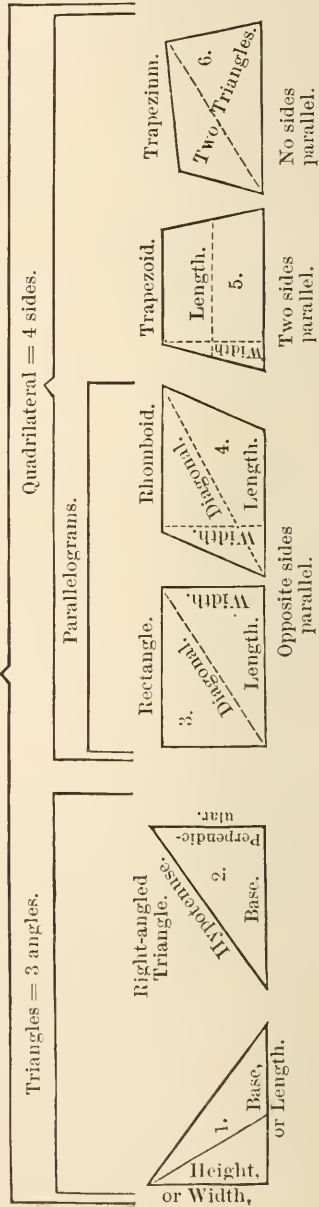 Triangles = 3 angles.
Quadrilateral = 4 sides.
Parallelograms.
1.
Height,
or Width,
Base,
or Length.
Right-angled
Triangle.
Hypotenuse.
2.
Perpendic-
ular.
Base.
Rectangle.
3.
Diagonal.
Width.
Length.
Rhomboid.
Diagonal.
4.
Width.
Length.
Opposite sides
parallel.
Trapezoid.
Length.
5.
Width
Two sides
parallel.
Trapezium.
6.
Two Triangles.
No sides
parallel.